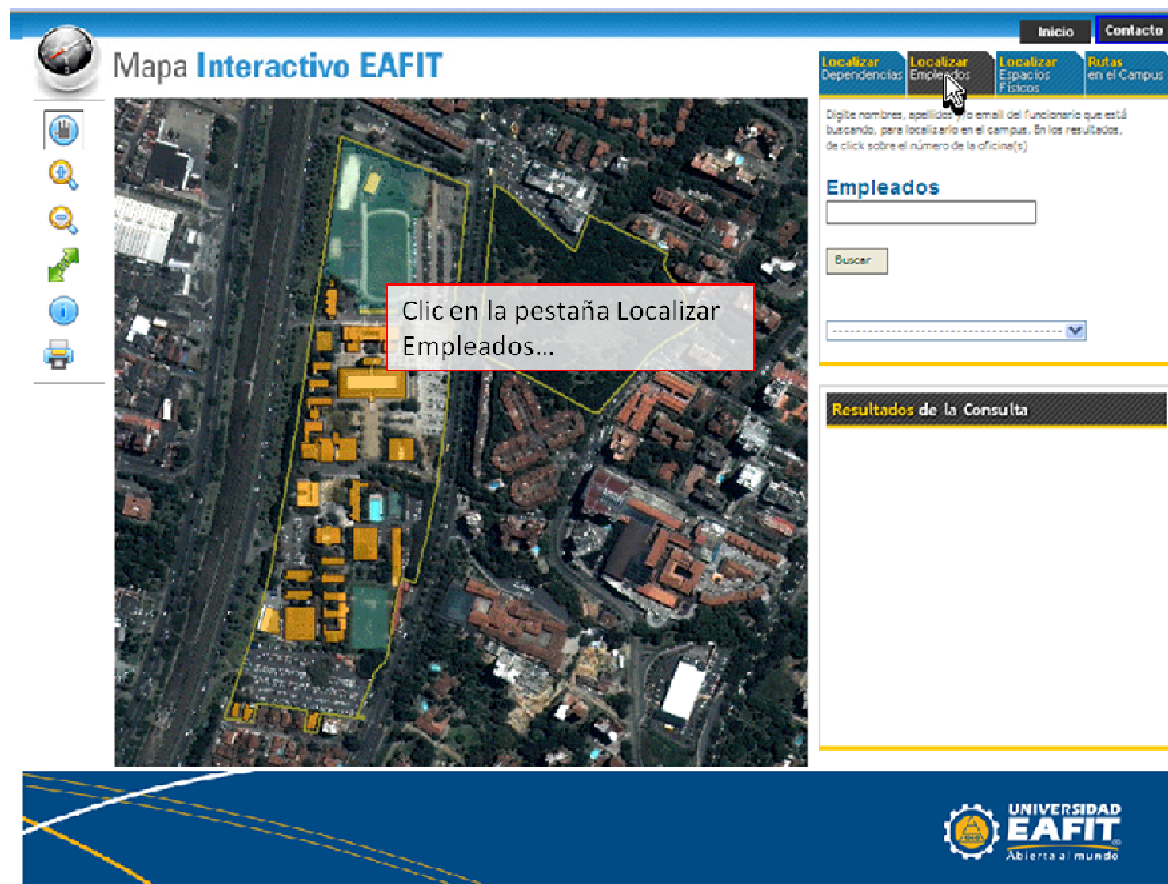 Inicio
Contacto
Mapa Interactivo EAFIT
Localizar
Dependencias
Localizar
Empleados
Localizar
Espacios
Físicos
Rutas
en el Campus
Digite nombres, apellidos y/o email del funcionario que está
buscando, para localizarlo en el campus. En los resultados,
de click sobre el número de la oficina(s)
Empleados
Buscar
Clic en la pestaña Localizar
Empleados...
Resultados de la Consulta
UNIVERSIDAD
EAFIT
Abierta al mundo